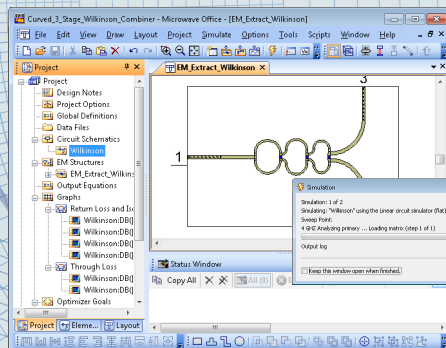 Curved_3_Stage_Wilkinson_Combiner - Microwave Office - [EM_Extract_Wilkinson]
File Edit View Draw Layout Project Simulate Options Tools Scripts Window Help
Project
EM_Extract_Wilkinson
Project
Design Notes
Project Options
Global Definitions
Data Files
Circuit Schematics
Wilkinson
EM Structures
EM_Extract_Wilkins
Output Equations
Graphs
Return Loss and Isc
Wilkinson:DB(
Wilkinson:DB(
Wilkinson:DB(
Wilkinson:DB(
Through Loss
Wilkinson:DB(
Wilkinson:DB(
Optimizer Goals
Project Eleme... Layout
3
1
Simulation
Simulation: 1 of 2
Simulating: "Wilkinson" using the Linear circuit simulator (flat)
Sweep Point:
4 GHZ Analyzing primary ... Loading matrix (step 1 of 1)
Output log
Keep this window open when finished.
Status Window
Copy All All (0)